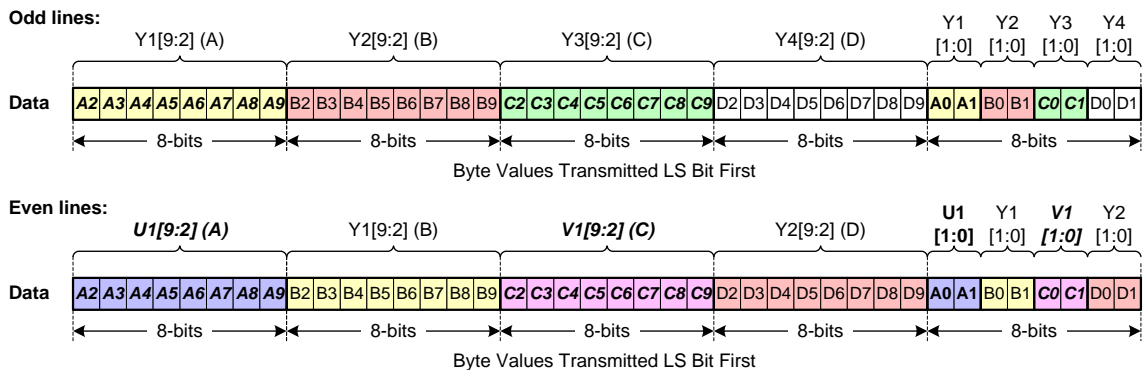 Odd lines:
Y1[9:2] (A) Y2[9:2] (B) Y3[9:2] (C) Y4[9:2] (D) Y1 [1:0] Y2 [1:0] Y3 [1:0] Y4 [1:0]
Data A2 A3 A4 A5 A6 A7 A8 A9 B2 B3 B4 B5 B6 B7 B8 B9 C2 C3 C4 C5 C6 C7 C8 C9 D2 D3 D4 D5 D6 D7 D8 D9 A0 A1 B0 B1 C0 C1 D0 D1
8-bits 8-bits 8-bits 8-bits 8-bits
Byte Values Transmitted LS Bit First
Even lines:
U1[9:2] (A) Y1[9:2] (B) V1[9:2] (C) Y2[9:2] (D) U1 [1:0] Y1 [1:0] V1 [1:0] Y2 [1:0]
Data A2 A3 A4 A5 A6 A7 A8 A9 B2 B3 B4 B5 B6 B7 B8 B9 C2 C3 C4 C5 C6 C7 C8 C9 D2 D3 D4 D5 D6 D7 D8 D9 A0 A1 B0 B1 C0 C1 D0 D1
8-bits 8-bits 8-bits 8-bits 8-bits
Byte Values Transmitted LS Bit First